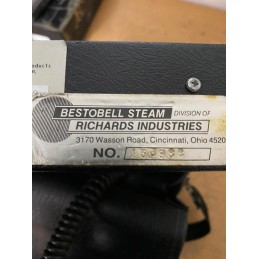 BESTOBELL STEAM DIVISION OF
RICHARDS INDUSTRIES
3170 Wasson Road, Cincinnati, Ohio 4520
NO.